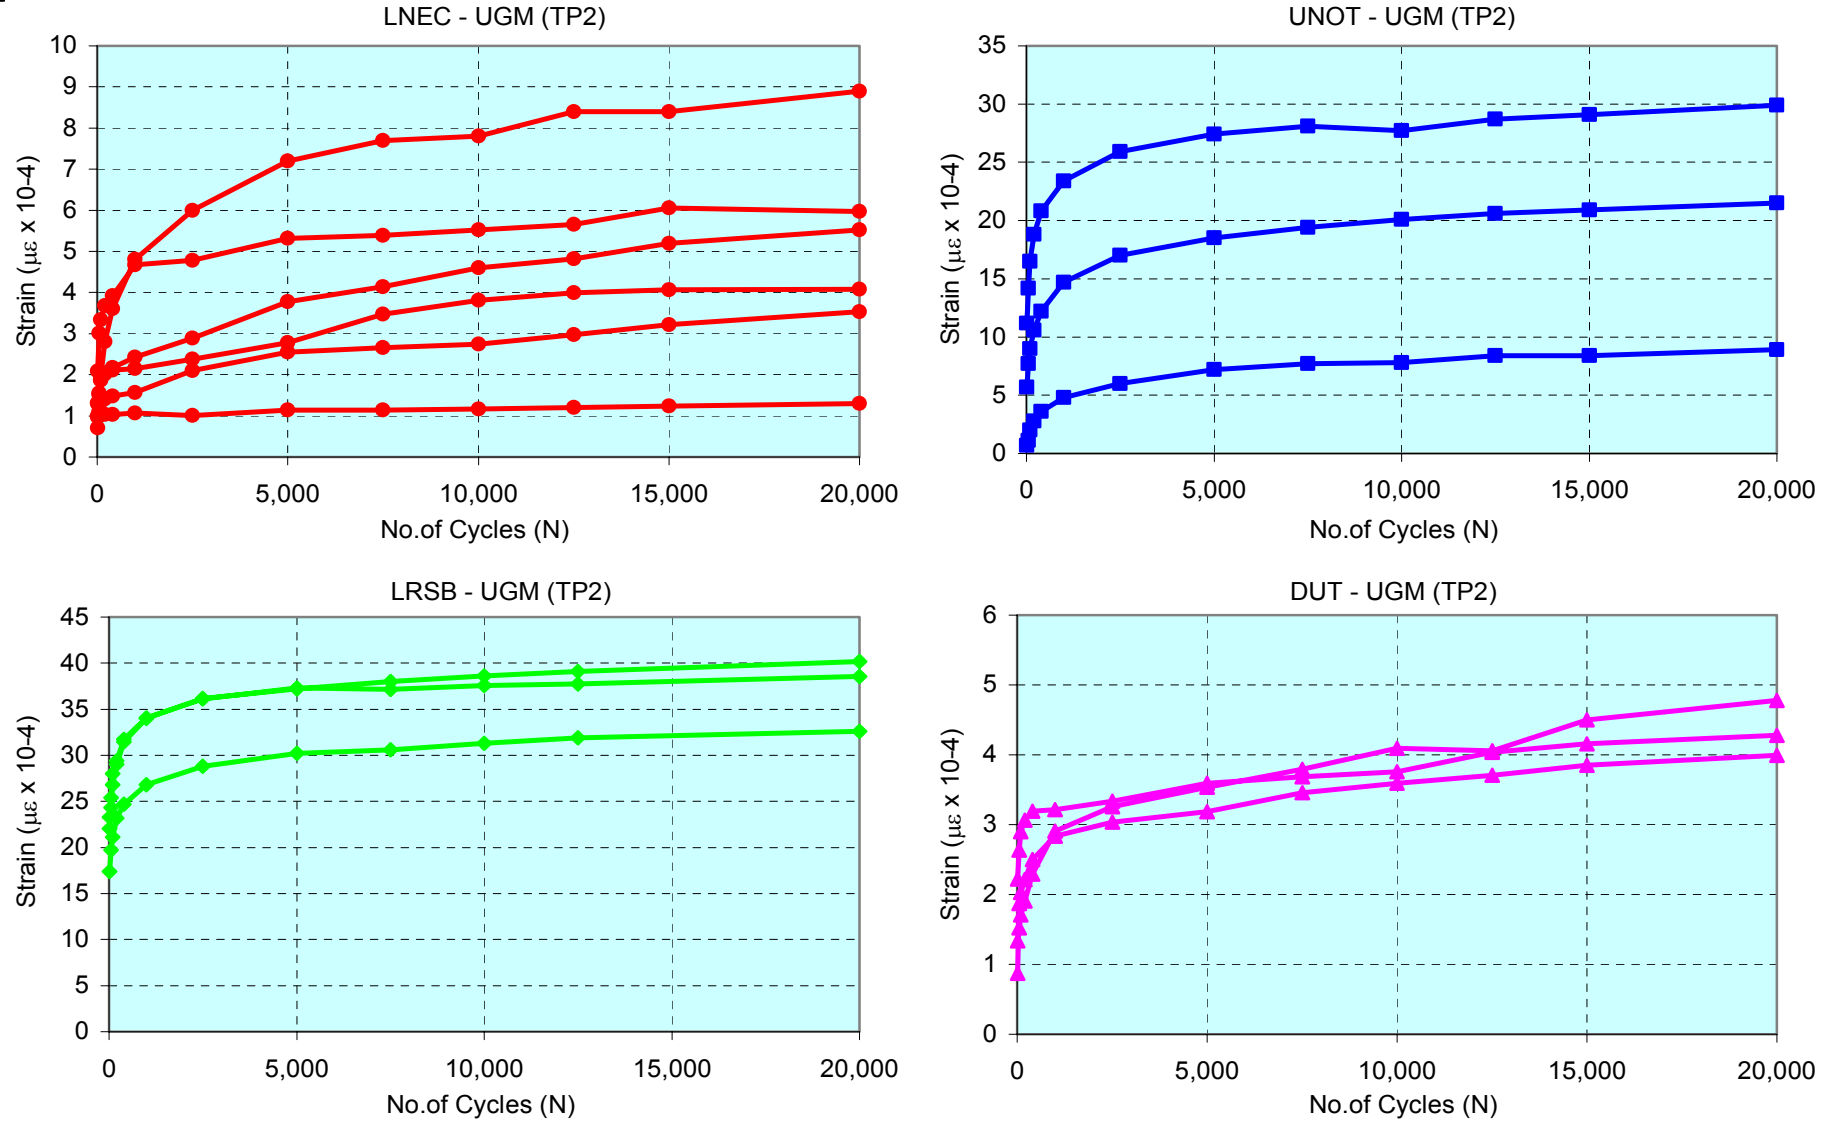 LNEC - UGM (TP2)
10
9
8
7
6
5
4
3
2
1
0
Strain (με x 10-4)
0 5,000 10,000 15,000 20,000
No.of Cycles (N)
UNOT - UGM (TP2)
35
30
25
20
15
10
5
0
Strain (με x 10-4)
0 5,000 10,000 15,000 20,000
No.of Cycles (N)
LRSB - UGM (TP2)
45
40
35
30
25
20
15
10
5
0
Strain (με x 10-4)
0 5,000 10,000 15,000 20,000
No.of Cycles (N)
DUT - UGM (TP2)
6
5
4
3
2
1
0
Strain (με x 10-4)
0 5,000 10,000 15,000 20,000
No.of Cycles (N)